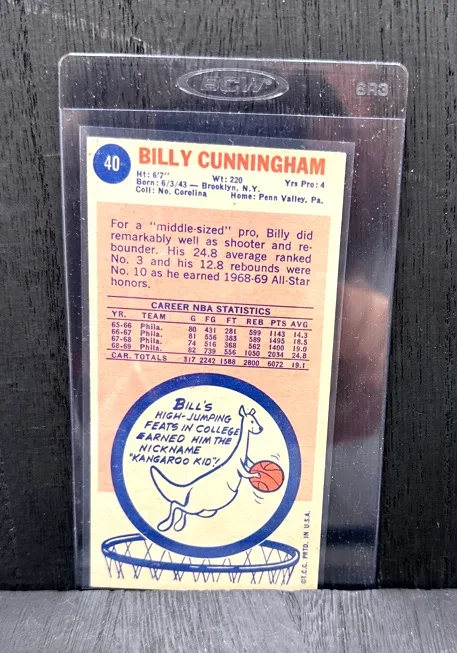 BCW
SR3
40
BILLY CUNNINGHAM
Ht: 6'7" Wt: 220 Yrs Pro: 4
Born: 6/3/43 — Brooklyn, N.Y.
Coll: No. Carolina Home: Penn Valley, Pa.
For a "middle-sized" pro, Billy did
remarkably well as shooter and re-
bounder. His 24.8 average ranked
No. 3 and his 12.8 rebounds were
No. 10 as he earned 1968-69 All-Star
honors.
CAREER NBA STATISTICS
YR. TEAM G FG FT REB PTS AVG
65-66 Phila. 80 431 281 599 1143 14.3
66-67 Phila. 81 556 383 589 1495 18.5
67-68 Phila. 74 516 368 562 1400 19.0
68-69 Phila. 82 739 556 1050 2034 24.8
CAR. TOTALS 317 2242 1588 2800 6072 19.1
BILL'S
HIGH-JUMPING
FEATS IN COLLEGE
EARNED HIM THE
NICKNAME
"KANGAROO KID"!
©T.C.C. PRTD. IN U.S.A.